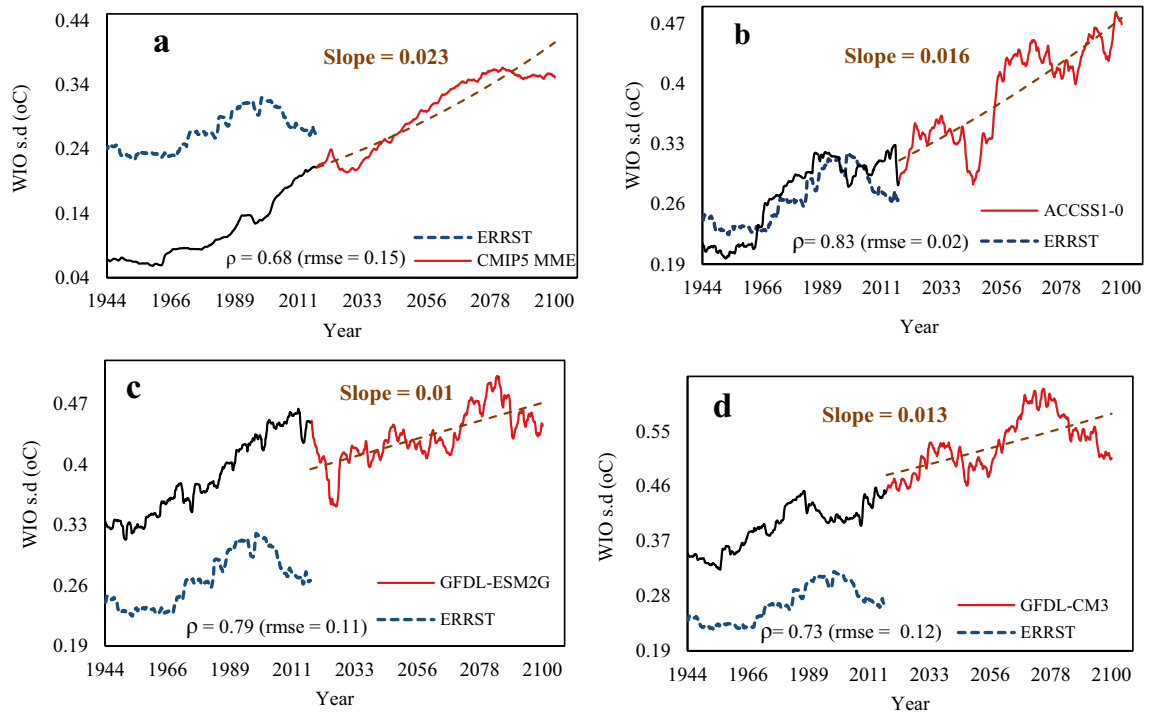 a
Slope = 0.023
WIO s.d (oC)
0.44
0.34
0.24
0.14
0.04
ERRST
ρ = 0.68 (rmse = 0.15)
CMIP5 MME
1944 1966 1989 2011 2033 2056 2078 2100
Year
b
Slope = 0.016
WIO s.d (oC)
0.47
0.4
0.33
0.26
0.19
ACCSS1-0
ρ= 0.83 (rmse = 0.02)
ERRST
1944 1966 1989 2011 2033 2056 2078 2100
Year
c
Slope = 0.01
WIO s.d (oC)
0.47
0.4
0.33
0.26
0.19
GFDL-ESM2G
ERRST
ρ = 0.79 (rmse = 0.11)
1944 1966 1989 2011 2033 2056 2078 2100
Year
d
Slope = 0.013
WIO s.d (oC)
0.55
0.46
0.37
0.28
0.19
GFDL-CM3
ERRST
ρ= 0.73 (rmse = 0.12)
1944 1966 1989 2011 2033 2056 2078 2100
Year